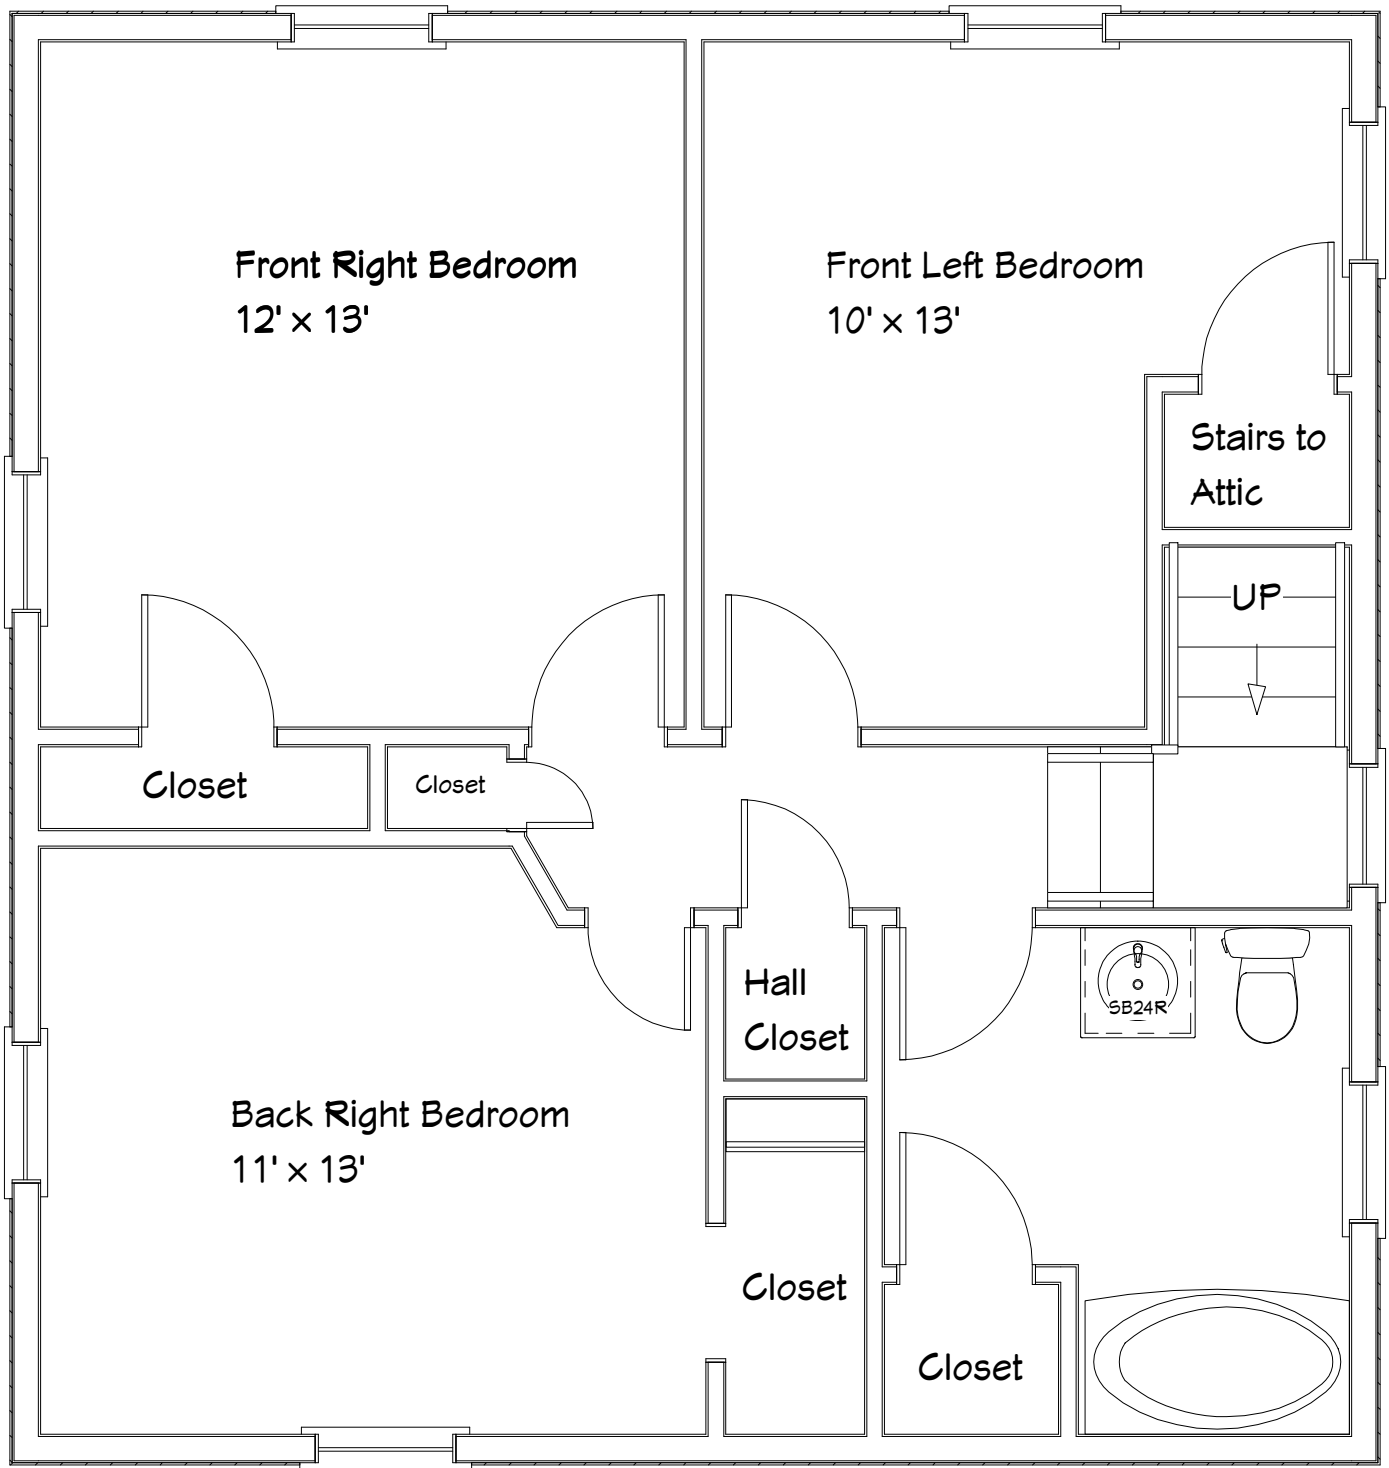 Front Right Bedroom
12' x 13'
Front Left Bedroom
10' x 13'
Stairs to
Attic
UP
Closet
Closet
Hall
Closet
SB24R
Back Right Bedroom
11' x 13'
Closet
Closet